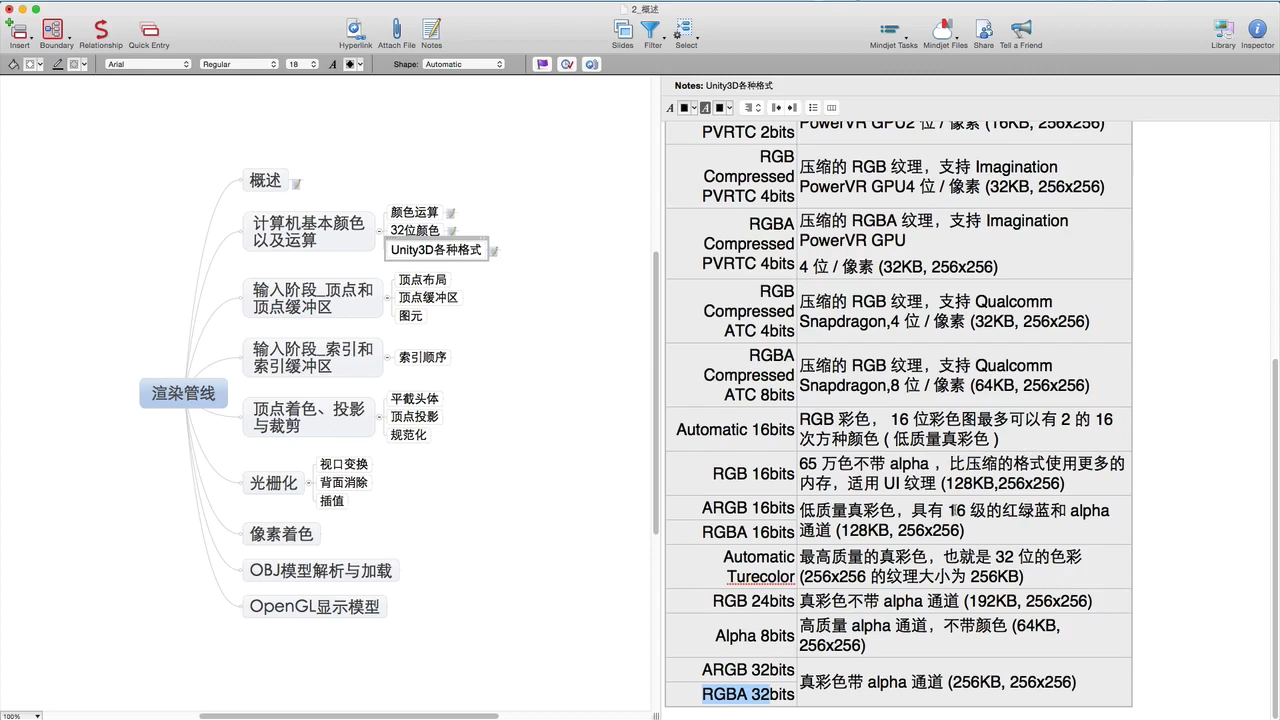 2_概述
Insert
Boundary
Relationship
Quick Entry
Hyperlink
Attach File
Notes
Slides
Filter
Select
Mindjet Tasks
Mindjet Files
Share
Tell a Friend
Library
Inspector
Arial
Regular
18
A
Shape:
Automatic
Notes: Unity3D各种格式
概述
计算机基本颜色
以及运算
颜色运算
32位颜色
Unity3D各种格式
输入阶段_顶点和
顶点缓冲区
顶点布局
顶点缓冲区
图元
输入阶段_索引和
索引缓冲区
索引顺序
渲染管线
顶点着色、投影
与裁剪
平截头体
顶点投影
规范化
光栅化
视口变换
背面消除
插值
像素着色
OBJ模型解析与加载
OpenGL显示模型
PVRTC 2bits
PowerVR GPU2 位 / 像素 (16KB, 256x256)
RGB
Compressed
PVRTC 4bits
压缩的 RGB 纹理，支持 Imagination
PowerVR GPU4 位 / 像素 (32KB, 256x256)
RGBA
Compressed
PVRTC 4bits
压缩的 RGBA 纹理，支持 Imagination
PowerVR GPU
4 位 / 像素 (32KB, 256x256)
RGB
Compressed
ATC 4bits
压缩的 RGB 纹理，支持 Qualcomm
Snapdragon,4 位 / 像素 (32KB, 256x256)
RGBA
Compressed
ATC 8bits
压缩的 RGB 纹理，支持 Qualcomm
Snapdragon,8 位 / 像素 (64KB, 256x256)
Automatic 16bits
RGB 彩色， 16 位彩色图最多可以有 2 的 16
次方种颜色 ( 低质量真彩色 )
RGB 16bits
65 万色不带 alpha ，比压缩的格式使用更多的
内存，适用 UI 纹理 (128KB,256x256)
ARGB 16bits
RGBA 16bits
低质量真彩色，具有 16 级的红绿蓝和 alpha
通道 (128KB, 256x256)
Automatic
Turecolor
最高质量的真彩色，也就是 32 位的色彩
(256x256 的纹理大小为 256KB)
RGB 24bits
真彩色不带 alpha 通道 (192KB, 256x256)
Alpha 8bits
高质量 alpha 通道，不带颜色 (64KB,
256x256)
ARGB 32bits
RGBA 32bits
真彩色带 alpha 通道 (256KB, 256x256)
100%